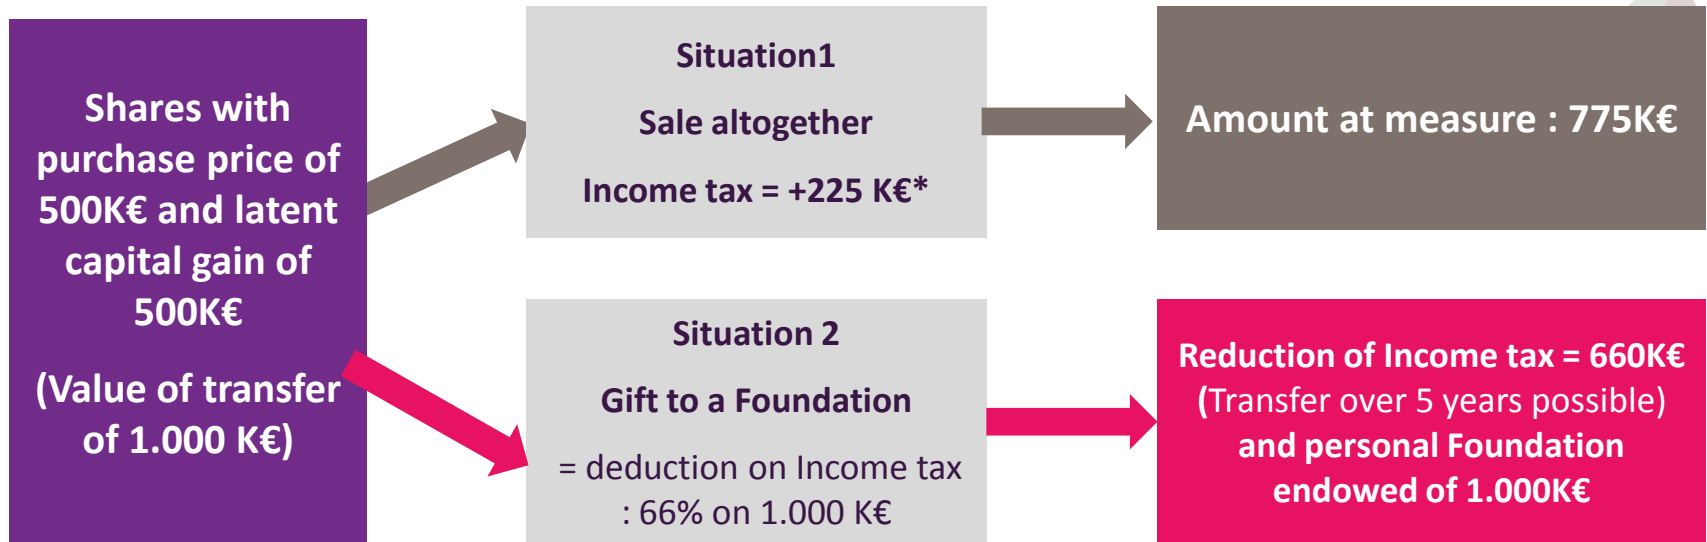 Shares with
purchase price of
500K€ and latent
capital gain of
500K€
(Value of transfer
of 1.000 K€)
Situation1
Sale altogether
Income tax = +225 K€*
Amount at measure : 775K€
Situation 2
Gift to a Foundation
= deduction on Income tax
: 66% on 1.000 K€
Reduction of Income tax = 660K€
(Transfer over 5 years possible)
and personal Foundation
endowed of 1.000K€